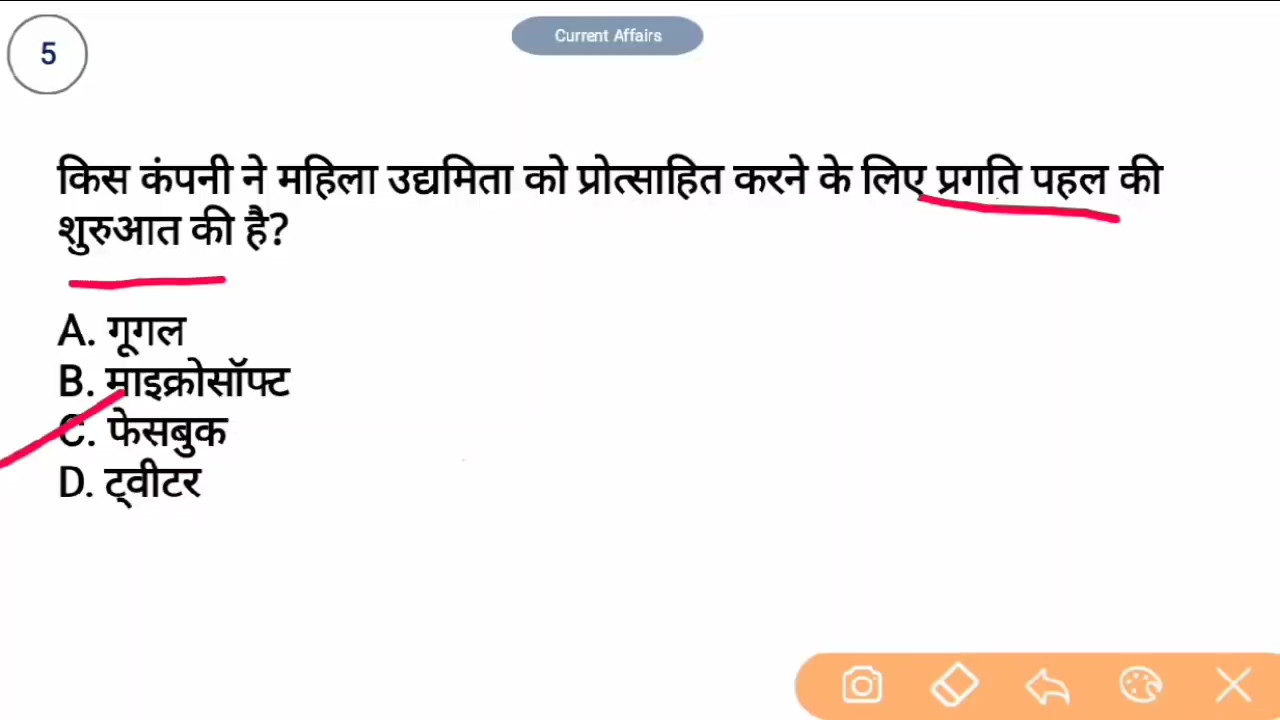 5
Current Affairs
किस कंपनी ने महिला उद्यमिता को प्रोत्साहित करने के लिए प्रगति पहल की
शुरुआत की है?
A. गूगल
B. माइक्रोसॉफ्ट
C. फेसबुक
D. ट्वीटर